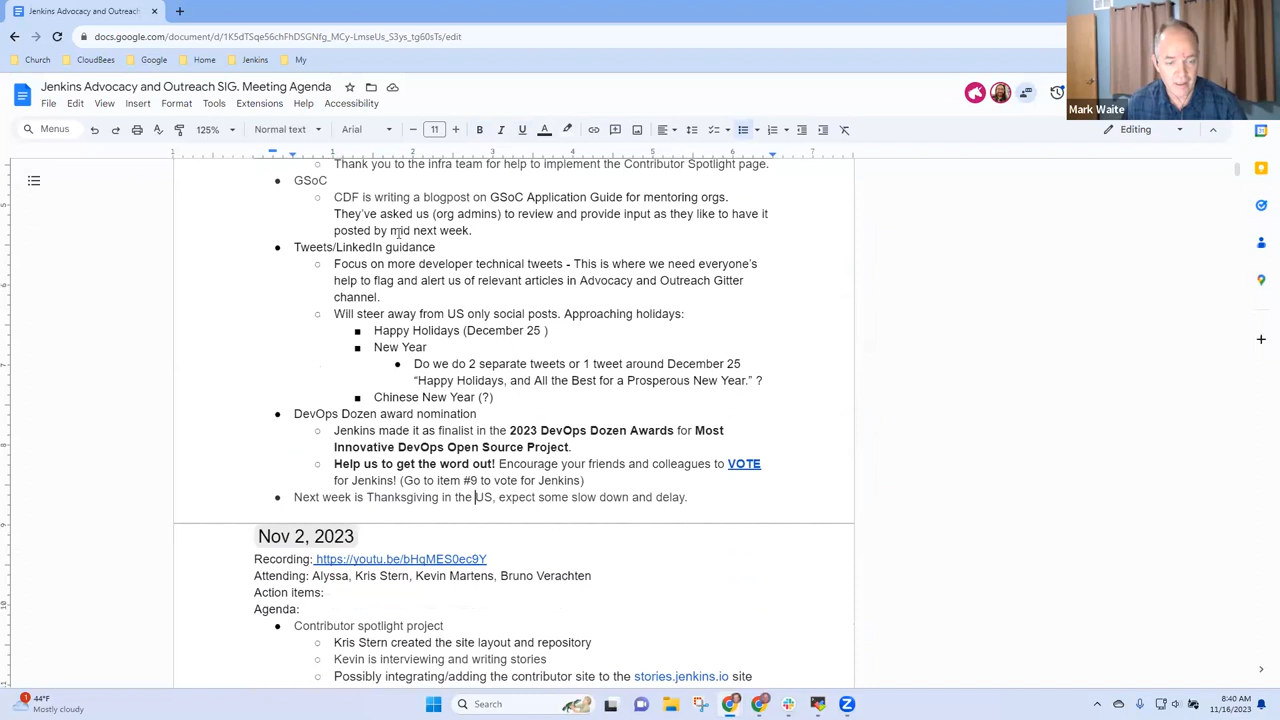 Jenkins Advocacy and Outreach
docs.google.com/document/d/1K5dTSqe56chFhDSGNfg_MCy-LmseUs_S3ys_tg60sTs/edit
Church CloudBees Google Home Jenkins My
Jenkins Advocacy and Outreach SIG. Meeting Agenda
File Edit View Insert Format Tools Extensions Help Accessibility
Mark Waite
Menus 125% Normal text Arial 11 Editing
Thank you to the infra team for help to implement the Contributor Spotlight page.
GSoC
CDF is writing a blogpost on GSoC Application Guide for mentoring orgs.
They've asked us (org admins) to review and provide input as they like to have it
posted by mid next week.
Tweets/LinkedIn guidance
Focus on more developer technical tweets - This is where we need everyone's
help to flag and alert us of relevant articles in Advocacy and Outreach Gitter
channel.
Will steer away from US only social posts. Approaching holidays:
Happy Holidays (December 25 )
New Year
Do we do 2 separate tweets or 1 tweet around December 25
"Happy Holidays, and All the Best for a Prosperous New Year." ?
Chinese New Year (?)
DevOps Dozen award nomination
Jenkins made it as finalist in the 2023 DevOps Dozen Awards for Most
Innovative DevOps Open Source Project.
Help us to get the word out! Encourage your friends and colleagues to VOTE
for Jenkins! (Go to item #9 to vote for Jenkins)
Next week is Thanksgiving in the US, expect some slow down and delay.
Nov 2, 2023
Recording: https://youtu.be/bHqMES0ec9Y
Attending: Alyssa, Kris Stern, Kevin Martens, Bruno Verachten
Action items:
Agenda:
Contributor spotlight project
Kris Stern created the site layout and repository
Kevin is interviewing and writing stories
Possibly integrating/adding the contributor site to the stories.jenkins.io site
44°F
Mostly cloudy
Search
8:40 AM
11/16/2023